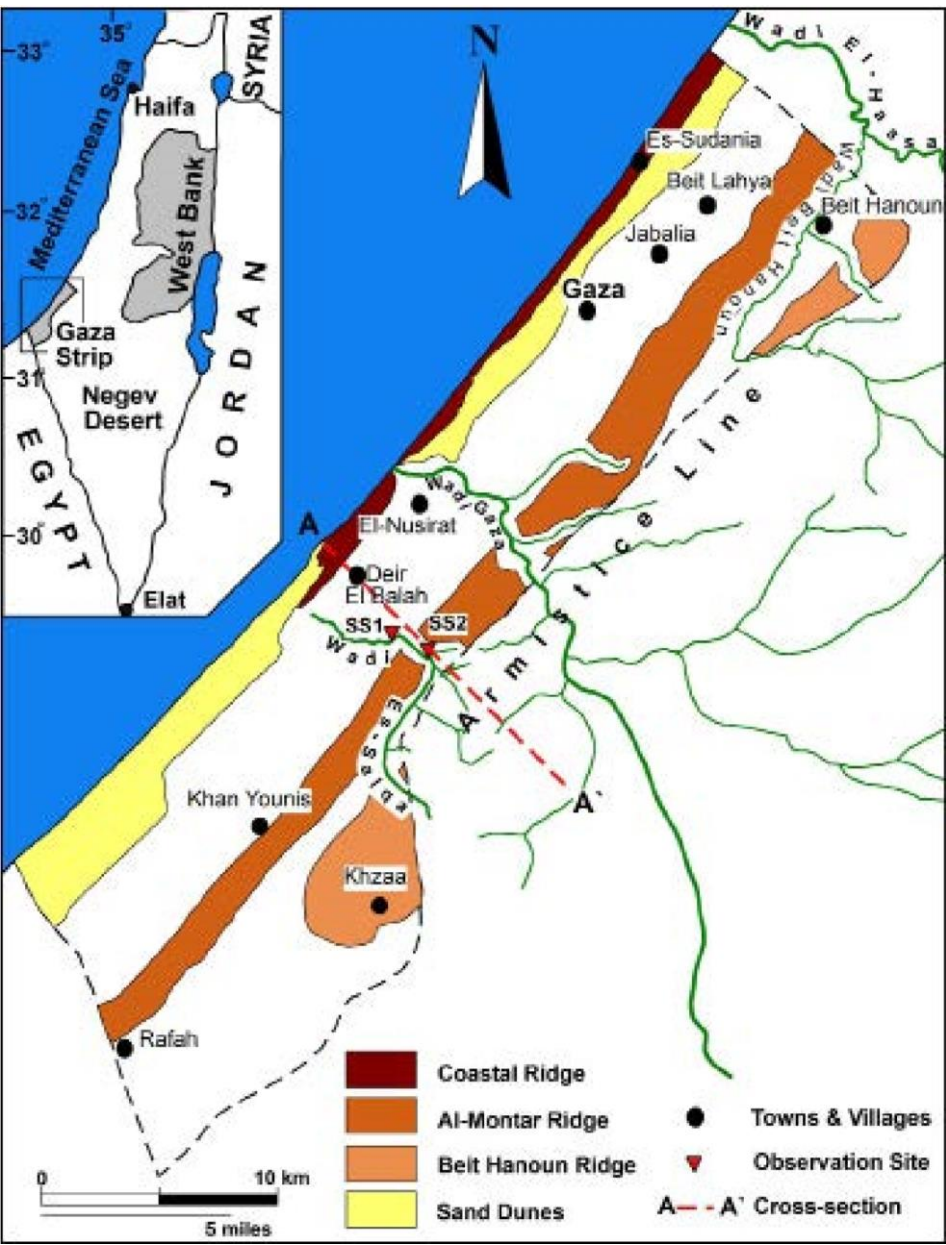 33°
35°
SYRIA
Mediterranean Sea
Haifa
32°
West Bank
Gaza
Strip
31°
Negev
Desert
JORDAN
EGYPT
30°
Elat
N
Wadi El-Haasa
Es-Sudania
Beit Lahya
Wadi Beit Hanoun
Beit Hanoun
Jabalia
Gaza
Armistice Line
Wadi Gaza
El-Nusirat
A
Deir
El Balah
SS1
SS2
Wadi
Es-Salqa
A`
Khan Younis
Khzaa
Rafah
Coastal Ridge
Al-Montar Ridge
Towns & Villages
Beit Hanoun Ridge
Observation Site
Sand Dunes
A A` Cross-section
0 10 km
5 miles